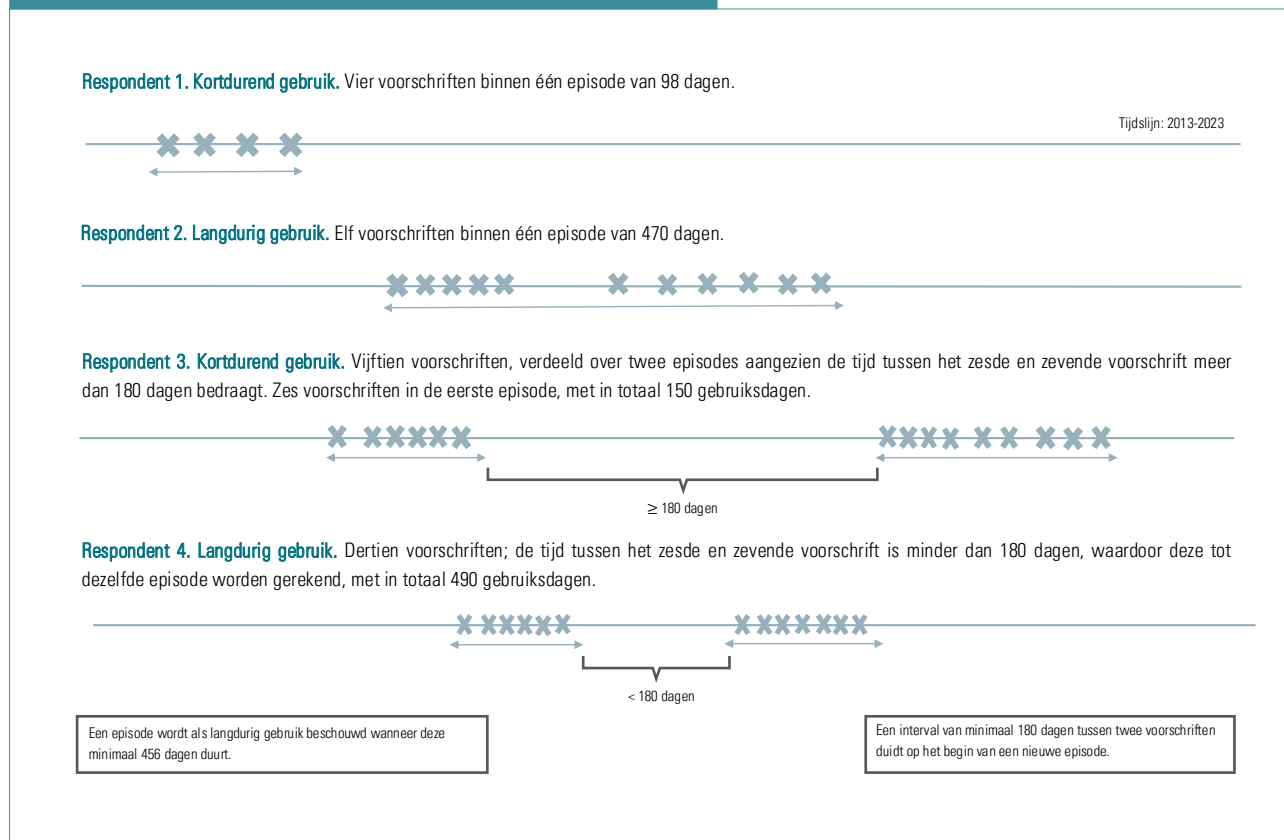 Respondent 1. Kortdurend gebruik. Vier voorschriften binnen één episode van 98 dagen.
Tijdslijn: 2013-2023
Respondent 2. Langdurig gebruik. Elf voorschriften binnen één episode van 470 dagen.
Respondent 3. Kortdurend gebruik. Vijftien voorschriften, verdeeld over twee episodes aangezien de tijd tussen het zesde en zevende voorschrift meer
dan 180 dagen bedraagt. Zes voorschriften in de eerste episode, met in totaal 150 gebruiksdagen.
≥ 180 dagen
Respondent 4. Langdurig gebruik. Dertien voorschriften; de tijd tussen het zesde en zevende voorschrift is minder dan 180 dagen, waardoor deze tot
dezelfde episode worden gerekend, met in totaal 490 gebruiksdagen.
< 180 dagen
Een episode wordt als langdurig gebruik beschouwd wanneer deze
minimaal 456 dagen duurt.
Een interval van minimaal 180 dagen tussen twee voorschriften
duidt op het begin van een nieuwe episode.